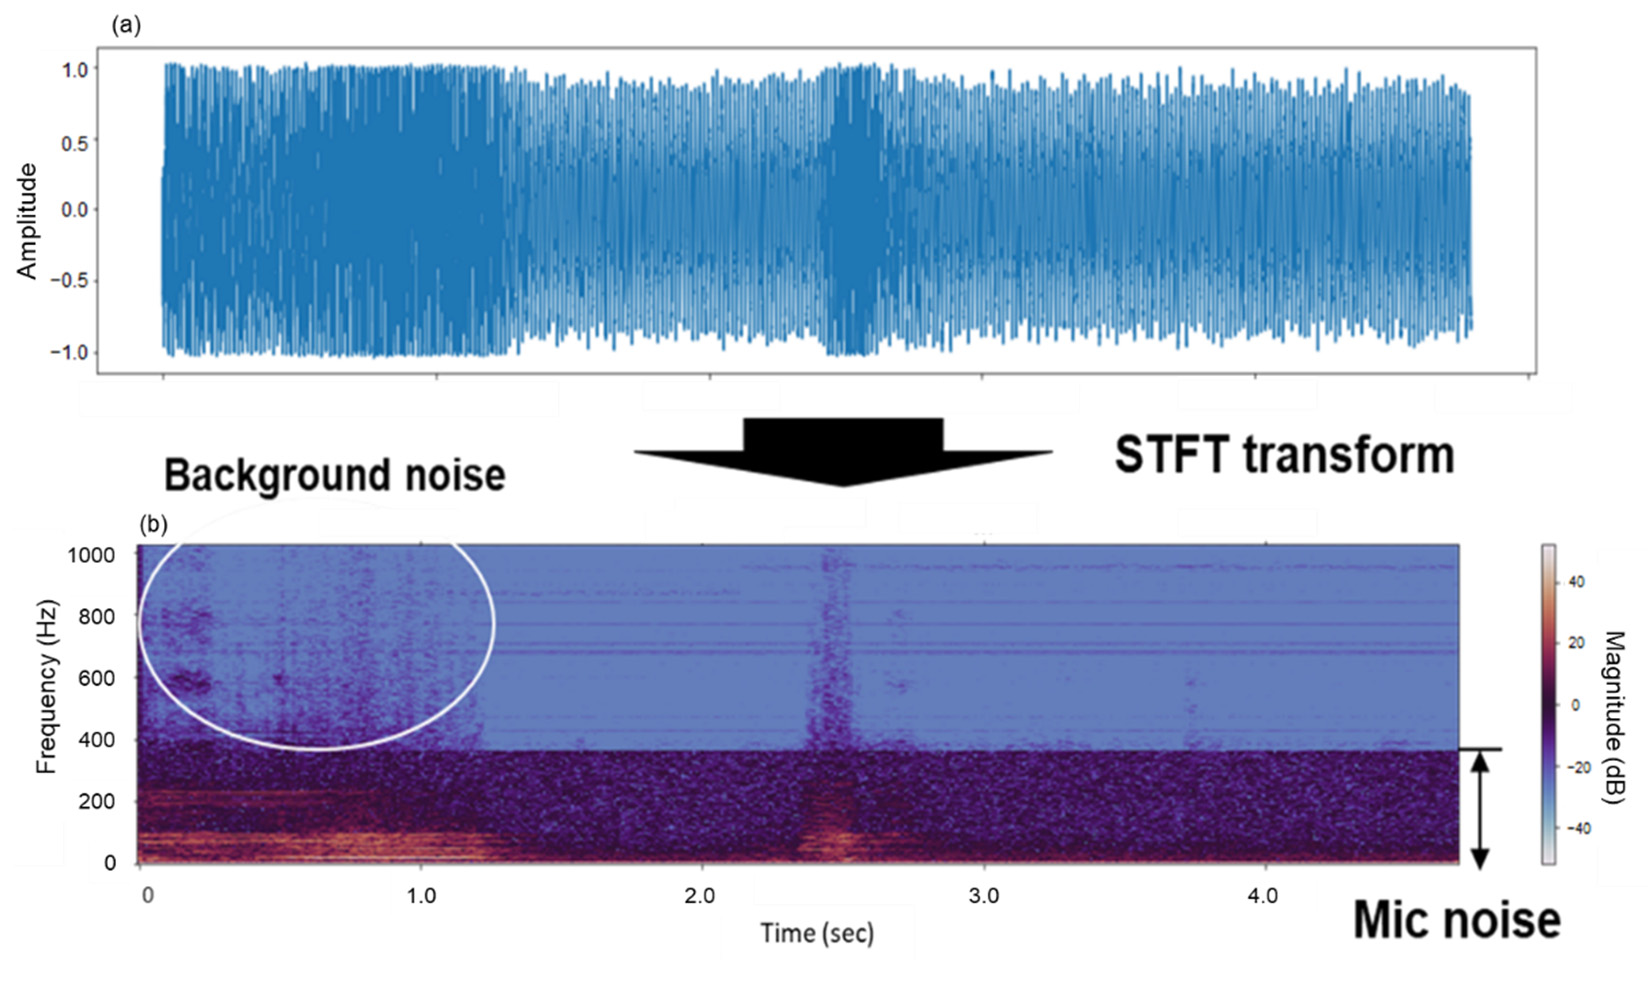 (a)
1.0
0.5
0.0
−0.5
−1.0
Amplitude
Background noise
STFT transform
(b)
1000
800
600
400
200
0
Frequency (Hz)
0
1.0
2.0
3.0
4.0
Time (sec)
40
20
0
−20
−40
Magnitude (dB)
Mic noise